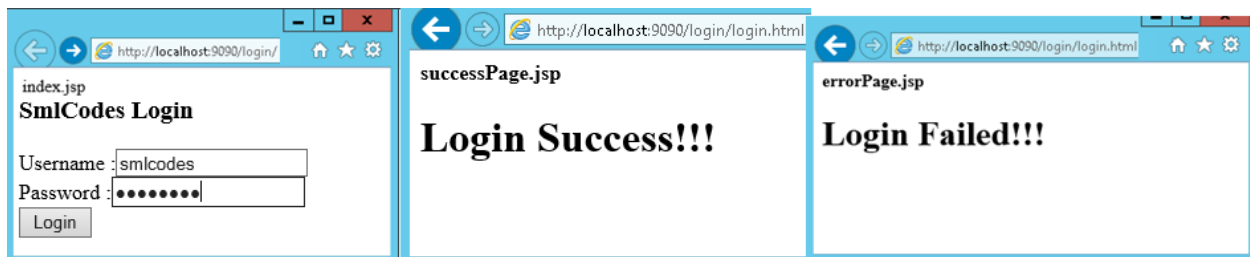 http://localhost:9090/login/
index.jsp
SmlCodes Login
Username :smlcodes
Password :●●●●●●●●
Login
http://localhost:9090/login/login.html
successPage.jsp
Login Success!!!
http://localhost:9090/login/login.html
errorPage.jsp
Login Failed!!!